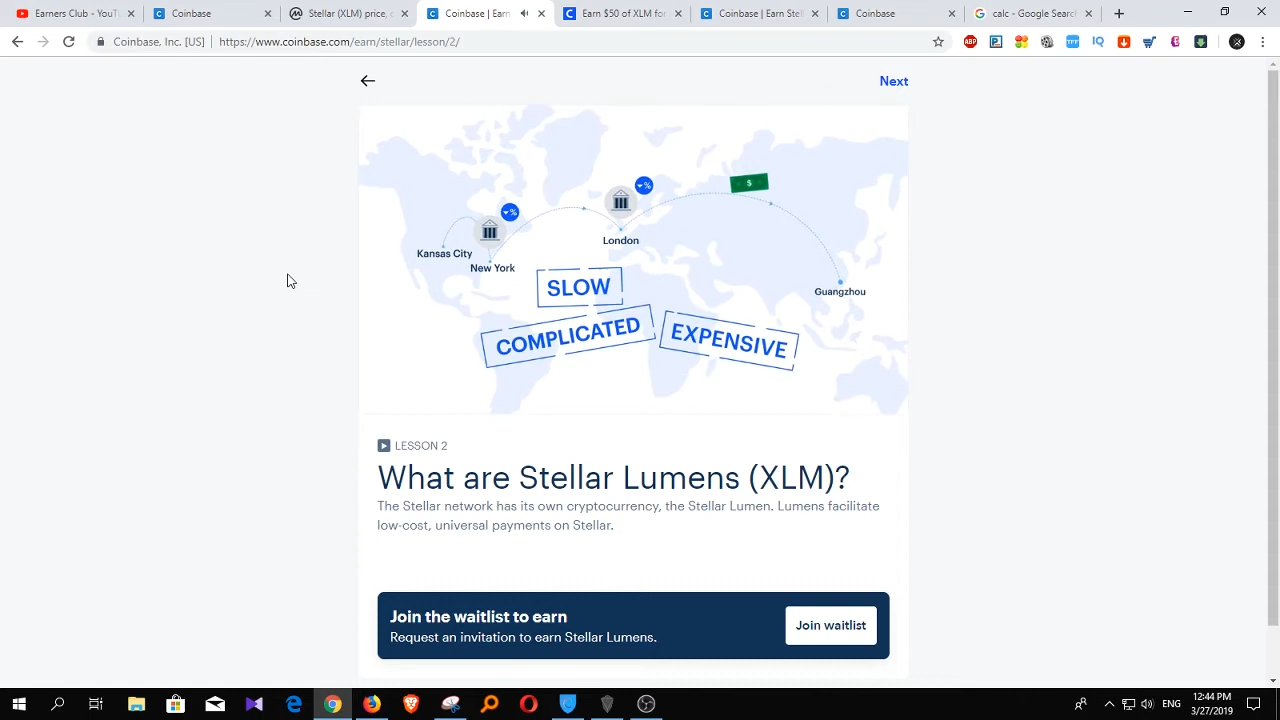 Earners Club - YouT
Coinbase
Stellar (XLM) price, c
Coinbase | Earn
Earn $50 of XLM for
Coinbase | Earn Stell
Coinbase
calc - Google Search
Coinbase, Inc. [US] | https://www.coinbase.com/earn/stellar/lesson/2/
ABP
TFF
IQ
Next
Kansas City
New York
%
London
%
$
Guangzhou
SLOW
COMPLICATED
EXPENSIVE
LESSON 2
What are Stellar Lumens (XLM)?
The Stellar network has its own cryptocurrency, the Stellar Lumen. Lumens facilitate
low-cost, universal payments on Stellar.
Join the waitlist to earn
Request an invitation to earn Stellar Lumens.
Join waitlist
ENG
12:44 PM
3/27/2019